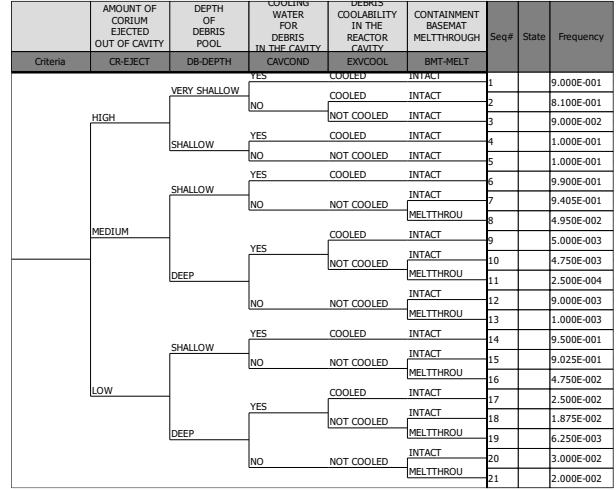 AMOUNT OF
CORIUM
EJECTED
OUT OF CAVITY
DEPTH
OF
DEBRIS
POOL
COOLING
WATER
FOR
DEBRIS
IN THE CAVITY
DEBRIS
COOLABILITY
IN THE
REACTOR
CAVITY
CONTAINMENT
BASEMAT
MELTTHROUGH
Seq# State Frequency
Criteria CR-EJECT DB-DEPTH CAVCOND EXVCOOL BMT-MELT
YES COOLED INTACT 1 9.000E-001
VERY SHALLOW
COOLED INTACT 2 8.100E-001
NO
NOT COOLED INTACT 3 9.000E-002
HIGH
YES COOLED INTACT 4 1.000E-001
SHALLOW
NO NOT COOLED INTACT 5 1.000E-001
YES COOLED INTACT 6 9.900E-001
SHALLOW
INTACT 7 9.405E-001
NO NOT COOLED
MELTTHROU 8 4.950E-002
MEDIUM
COOLED INTACT 9 5.000E-003
YES
INTACT 10 4.750E-003
NOT COOLED
MELTTHROU 11 2.500E-004
DEEP
INTACT 12 9.000E-003
NO NOT COOLED
MELTTHROU 13 1.000E-003
YES COOLED INTACT 14 9.500E-001
SHALLOW
INTACT 15 9.025E-001
NO NOT COOLED
MELTTHROU 16 4.750E-002
LOW
COOLED INTACT 17 2.500E-002
YES
INTACT 18 1.875E-002
NOT COOLED
MELTTHROU 19 6.250E-003
DEEP
INTACT 20 3.000E-002
NO NOT COOLED
MELTTHROU 21 2.000E-002